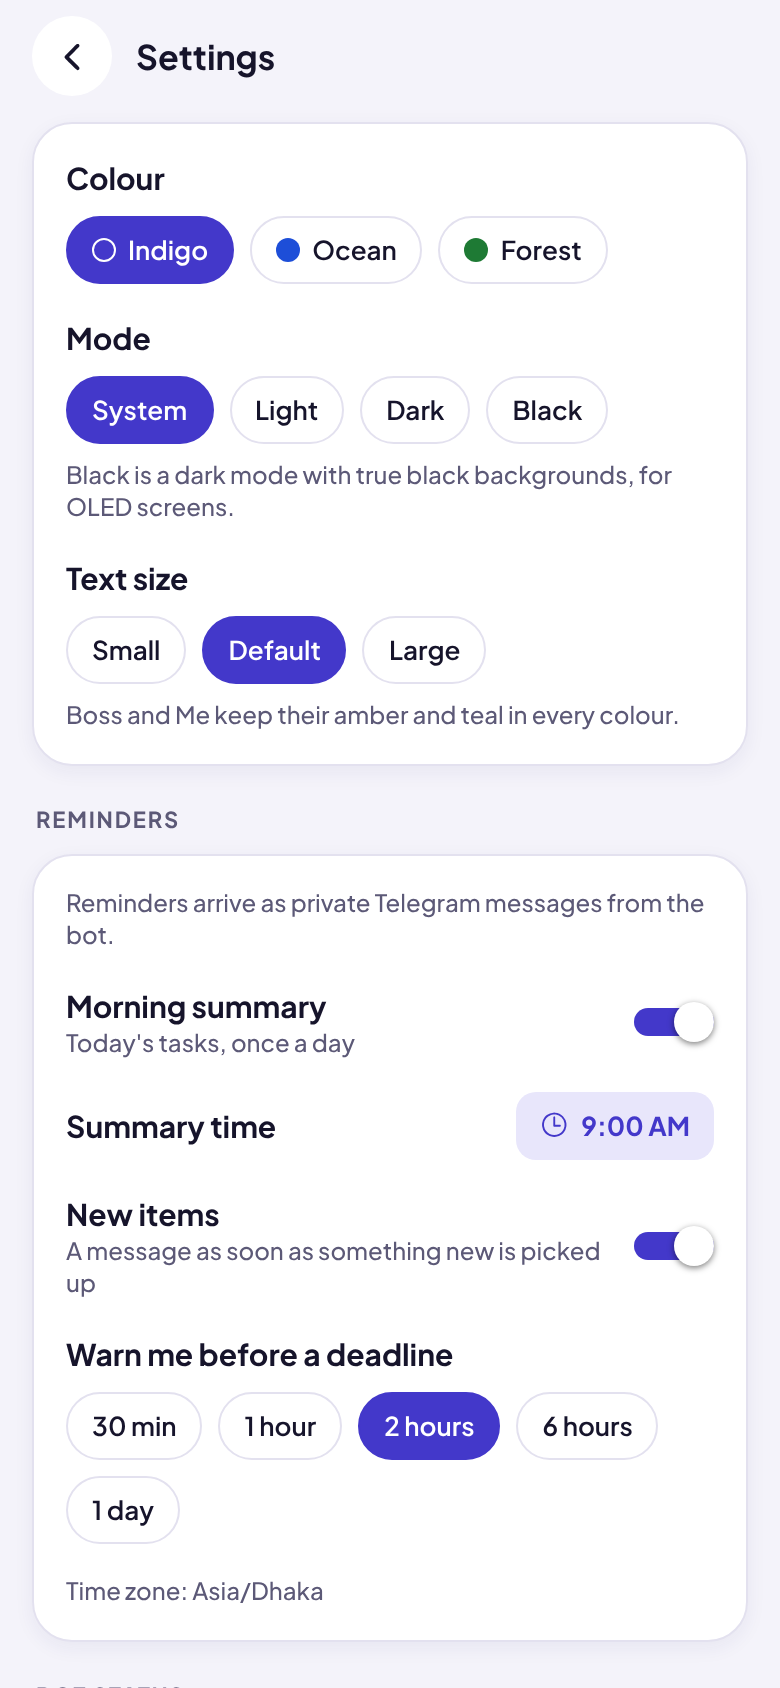 Settings
Colour
Indigo
Ocean
Forest
Mode
System
Light
Dark
Black
Black is a dark mode with true black backgrounds, for
OLED screens.
Text size
Small
Default
Large
Boss and Me keep their amber and teal in every colour.
REMINDERS
Reminders arrive as private Telegram messages from the
bot.
Morning summary
Today's tasks, once a day
Summary time
9:00 AM
New items
A message as soon as something new is picked
up
Warn me before a deadline
30 min
1 hour
2 hours
6 hours
1 day
Time zone: Asia/Dhaka